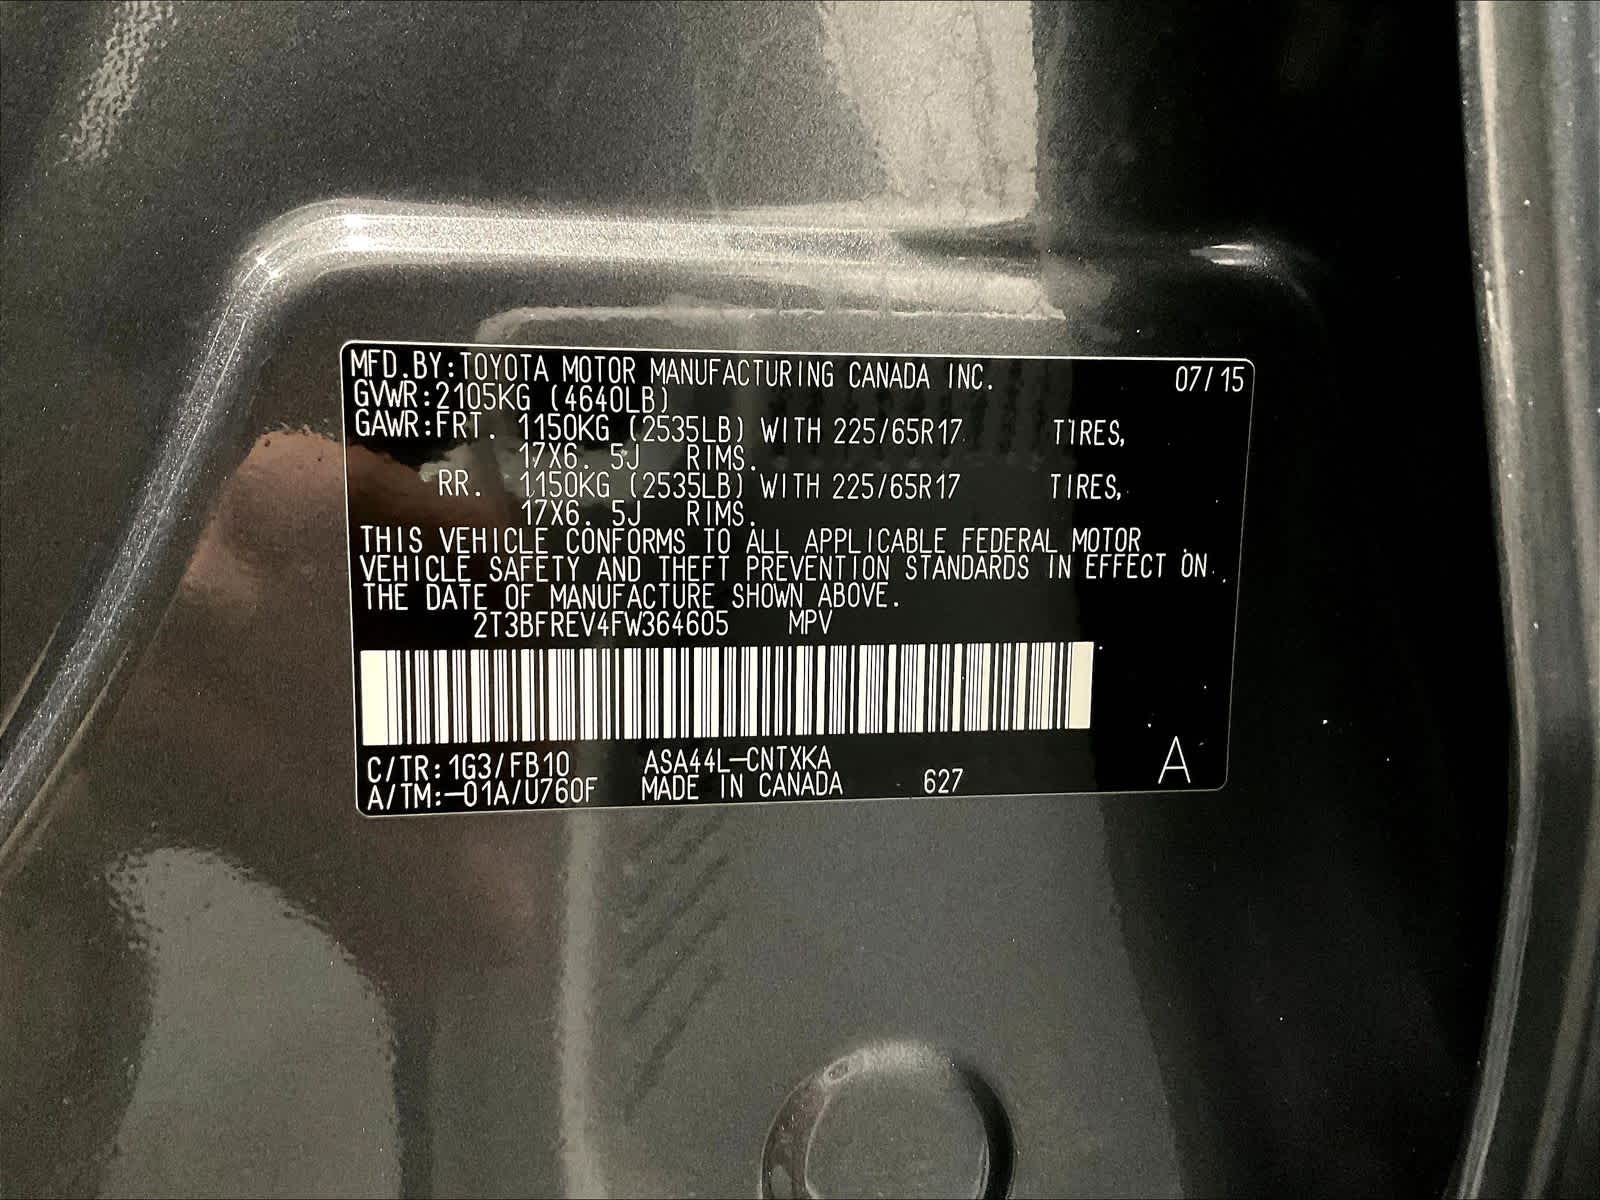 MFD.BY:TOYOTA MOTOR MANUFACTURING CANADA INC. 07/15
GVWR:2105KG (4640LB)
GAWR:FRT. 1150KG (2535LB) WITH 225/65R17 TIRES,
17X6. 5J RIMS.
RR. 1150KG (2535LB) WITH 225/65R17 TIRES,
17X6. 5J RIMS.
THIS VEHICLE CONFORMS TO ALL APPLICABLE FEDERAL MOTOR
VEHICLE SAFETY AND THEFT PREVENTION STANDARDS IN EFFECT ON
THE DATE OF MANUFACTURE SHOWN ABOVE.
2T3BFREV4FW364605 MPV
C/TR:1G3/FB10 ASA44L-CNTXKA
A/TM:-01A/U760F MADE IN CANADA 627 A